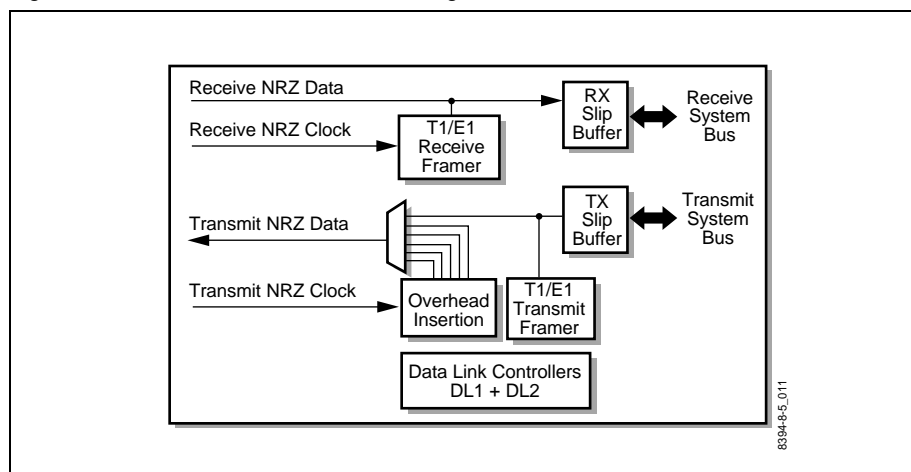 Receive NRZ Data
Receive NRZ Clock
T1/E1
Receive
Framer
RX
Slip
Buffer
Receive
System
Bus
Transmit NRZ Data
TX
Slip
Buffer
Transmit
System
Bus
Transmit NRZ Clock
Overhead
Insertion
T1/E1
Transmit
Framer
Data Link Controllers
DL1 + DL2
8394-8-5_011